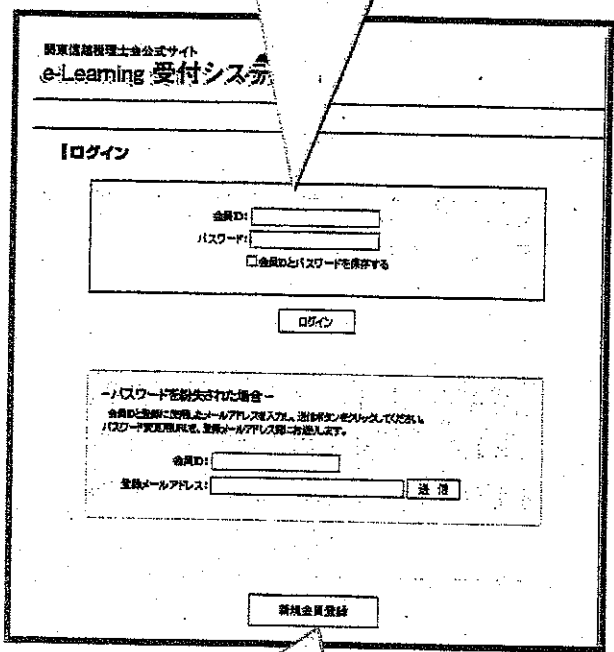 関東信越税理士会公式サイト
e-Learning 受付システ
ログイン
会員ID:
パスワード:
会員IDとパスワードを保存する
ログイン
ーパスワードを紛失された場合ー
会員IDと登録に使用したメールアドレスを入力し、送信ボタンをクリックしてください。
パスワード変更用URLを、登録メールアドレス宛にお送りします。
会員ID:
登録メールアドレス:
送 信
新規会員登録